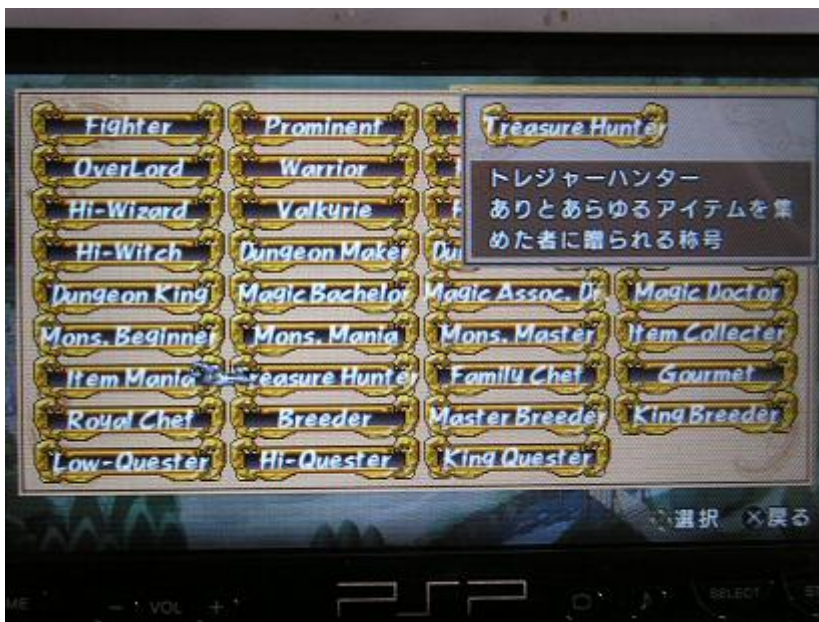 Fighter Prominent
OverLord Warrior
Hi-Wizard Valkyrie
Hi-Witch Dungeon Maker
Treasure Hunter
トレジャーハンター
ありとあらゆるアイテムを集
めた者に贈られる称号
Dungeon King Magic Bachelor Magic Assoc. Dr Magic Doctor
Mons. Beginner Mons. Mania Mons. Master Item Collecter
Item Mania Treasure Hunter Family Chef Gourmet
Royal Chef Breeder Master Breeder King Breeder
Low-Quester Hi-Quester King Quester
選択 ×戻る
PSP
ME - VOL + SELECT ST